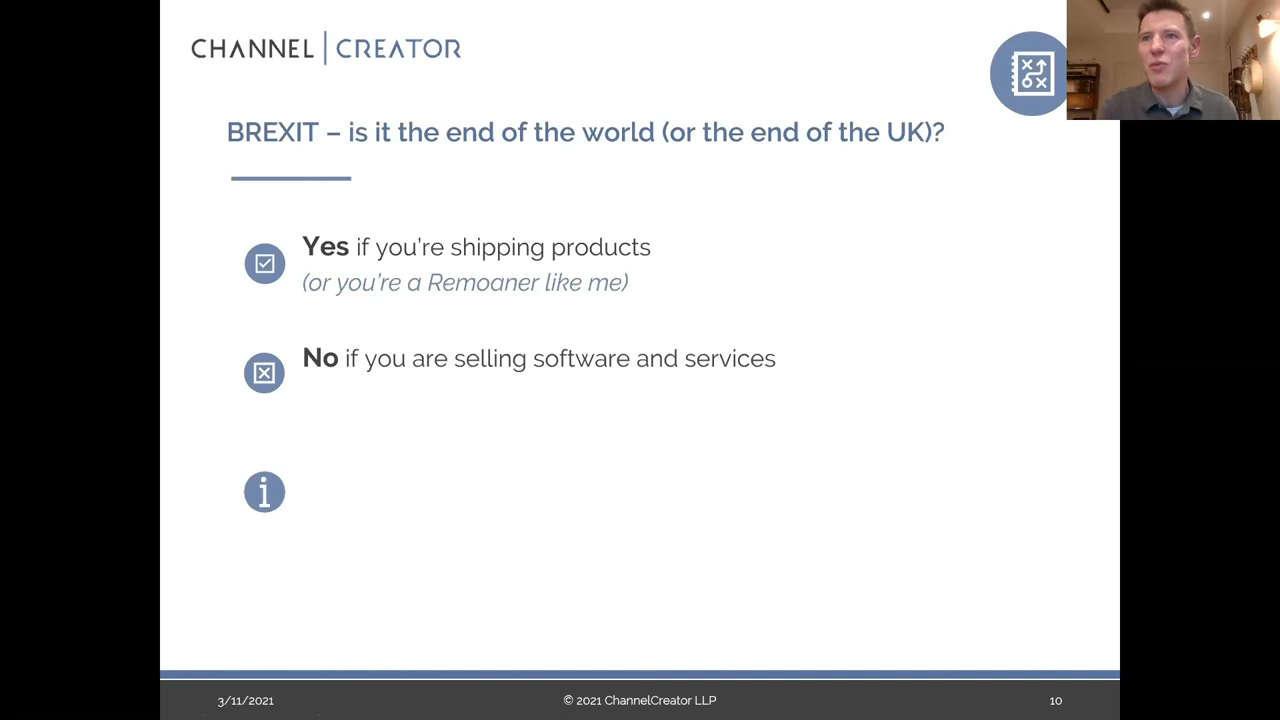 CHANNEL | CREATOR
BREXIT – is it the end of the world (or the end of the UK)?
Yes if you're shipping products
(or you're a Remoaner like me)
No if you are selling software and services
3/11/2021
© 2021 ChannelCreator LLP
10